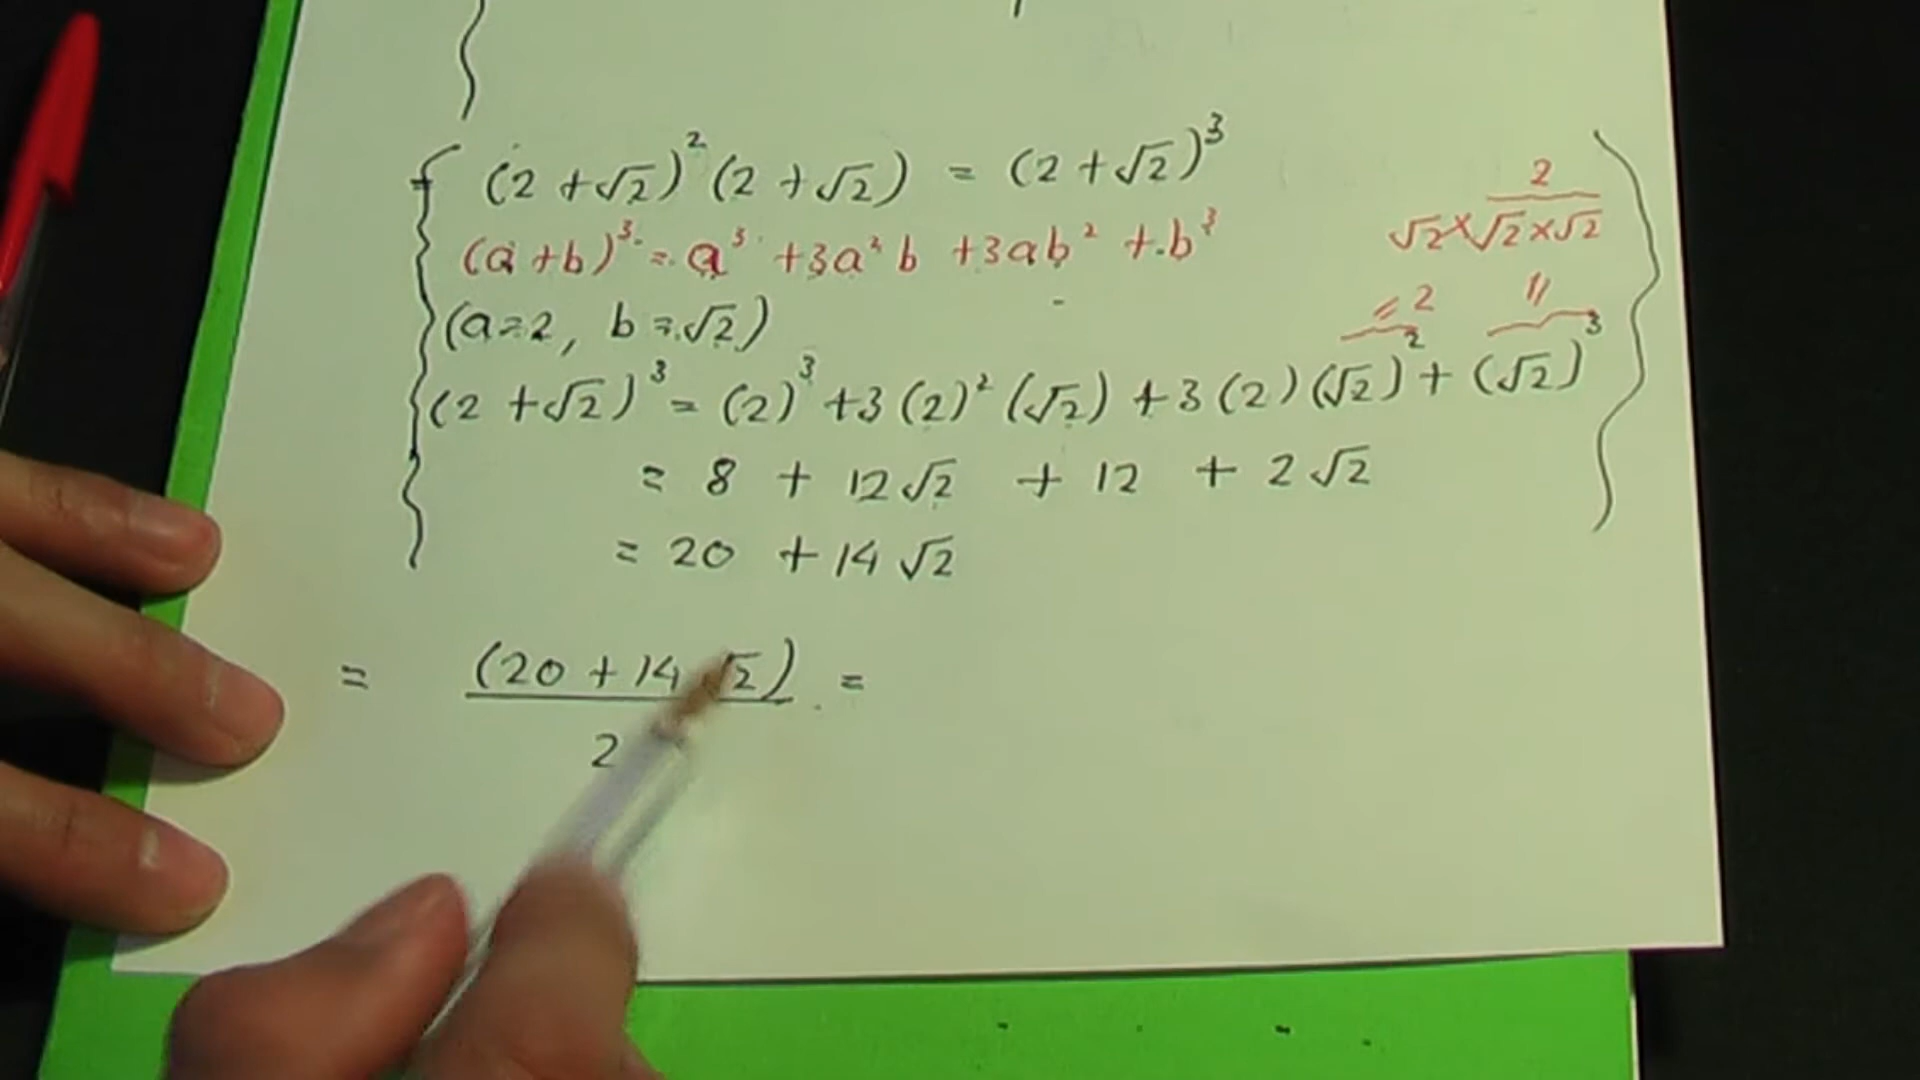 (2 + √2)² (2 + √2) = (2 + √2)³
(a + b)³ = a³ + 3a²b + 3ab² + b³
2
√2 × √2 × √2
(a = 2, b = √2)
= 2 //
(2 + √2)³ = (2)³ + 3(2)²(√2) + 3(2)(√2)² + (√2)³
= 8 + 12√2 + 12 + 2√2
= 20 + 14√2
= (20 + 14√2) =
2